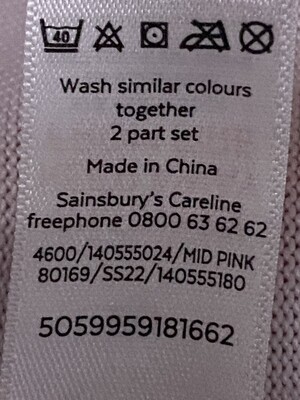 40
Wash similar colours
together
2 part set
Made in China
Sainsbury's Careline
freephone 0800 63 62 62
4600/140555024/MID PINK
80169/SS22/140555180
5059959181662